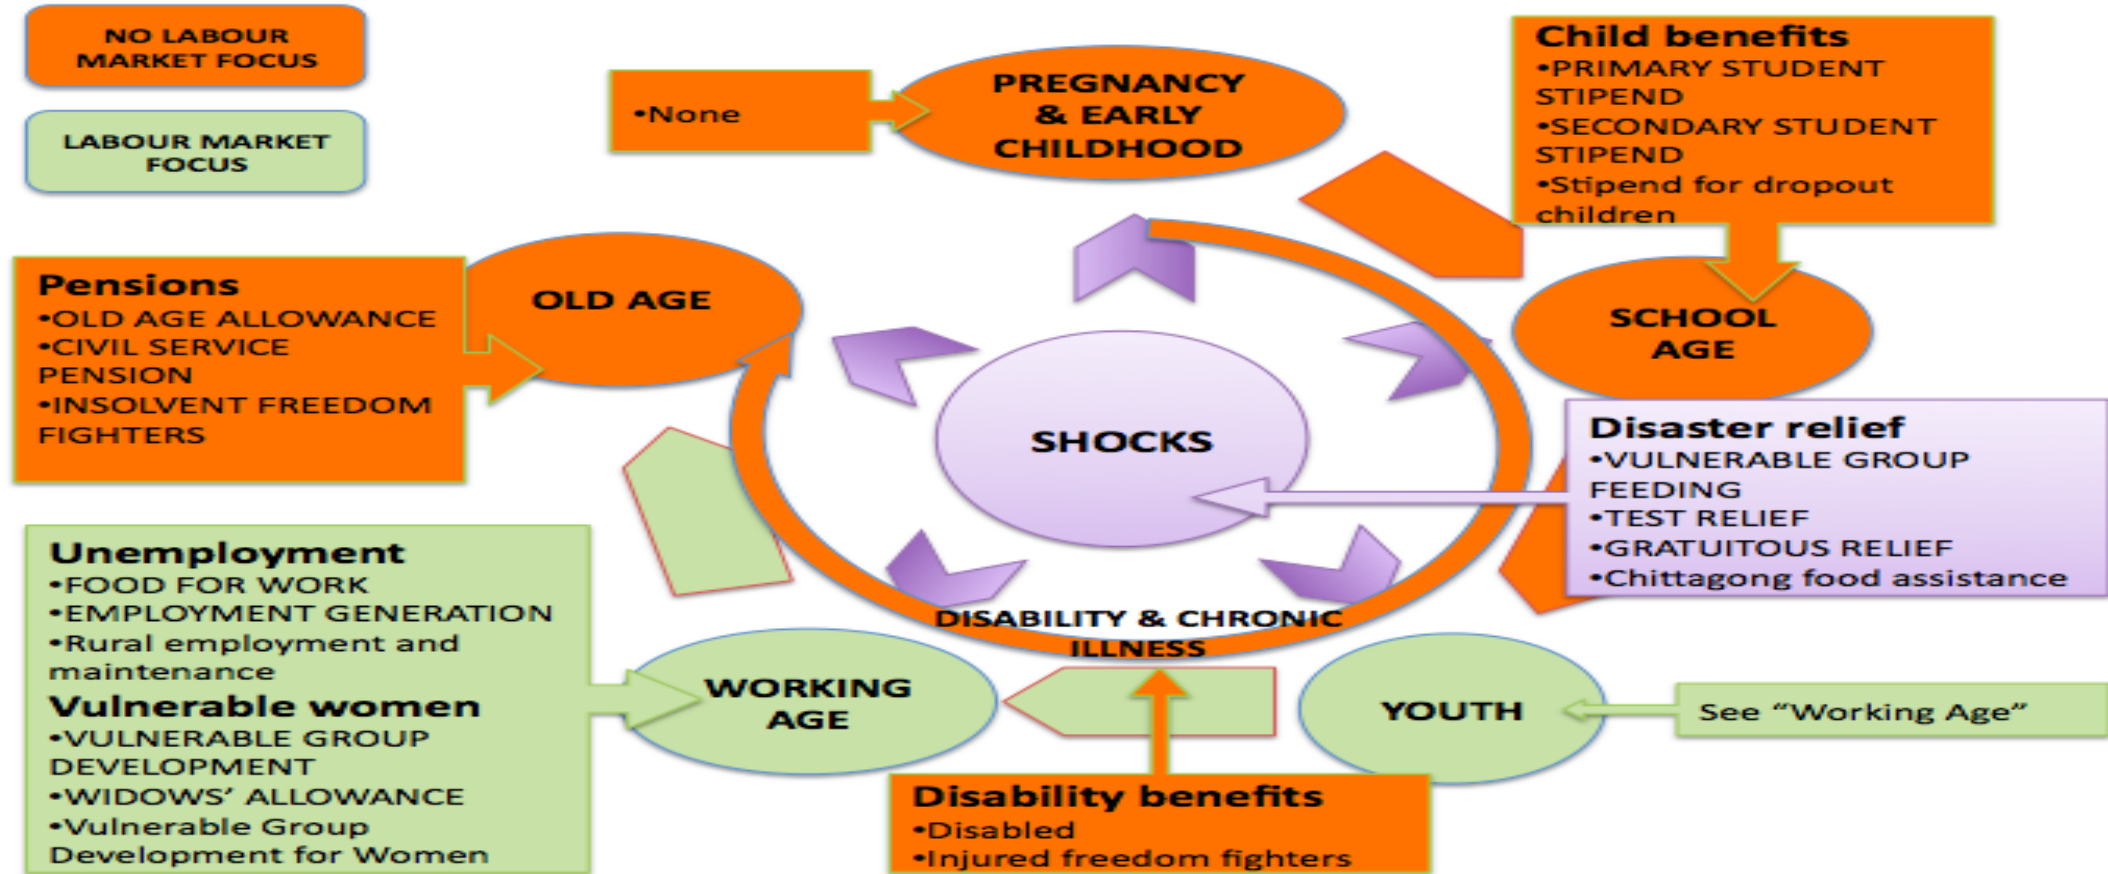 NO LABOUR
MARKET FOCUS
LABOUR MARKET
FOCUS
•None
PREGNANCY
& EARLY
CHILDHOOD
Child benefits
•PRIMARY STUDENT
STIPEND
•SECONDARY STUDENT
STIPEND
•Stipend for dropout
children
Pensions
•OLD AGE ALLOWANCE
•CIVIL SERVICE
PENSION
•INSOLVENT FREEDOM
FIGHTERS
OLD AGE
SCHOOL
AGE
SHOCKS
Disaster relief
•VULNERABLE GROUP
FEEDING
•TEST RELIEF
•GRATUITOUS RELIEF
•Chittagong food assistance
Unemployment
•FOOD FOR WORK
•EMPLOYMENT GENERATION
•Rural employment and
maintenance
Vulnerable women
•VULNERABLE GROUP
DEVELOPMENT
•WIDOWS’ ALLOWANCE
•Vulnerable Group
Development for Women
DISABILITY & CHRONIC
ILLNESS
WORKING
AGE
YOUTH
See “Working Age”
Disability benefits
•Disabled
•Injured freedom fighters